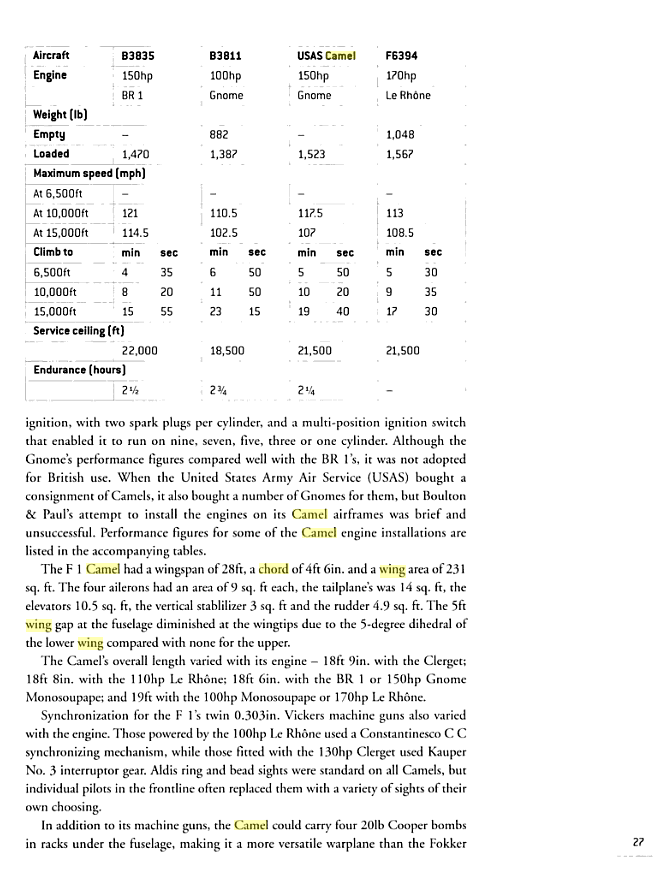 Aircraft B3835 B3811 USAS Camel F6394
Engine 150hp 100hp 150hp 170hp
BR 1 Gnome Gnome Le Rhône
Weight (lb)
Empty – 882 – 1,048
Loaded 1,470 1,387 1,523 1,567
Maximum speed (mph)
At 6,500ft – – – –
At 10,000ft 121 110.5 117.5 113
At 15,000ft 114.5 102.5 107 108.5
Climb to min sec min sec min sec min sec
6,500ft 4 35 6 50 5 50 5 30
10,000ft 8 20 11 50 10 20 9 35
15,000ft 15 55 23 15 19 40 17 30
Service ceiling (ft)
22,000 18,500 21,500 21,500
Endurance (hours)
2 ½ 2 ¾ 2 ¼ –
ignition, with two spark plugs per cylinder, and a multi-position ignition switch
that enabled it to run on nine, seven, five, three or one cylinder. Although the
Gnome's performance figures compared well with the BR 1's, it was not adopted
for British use. When the United States Army Air Service (USAS) bought a
consignment of Camels, it also bought a number of Gnomes for them, but Boulton
& Paul's attempt to install the engines on its Camel airframes was brief and
unsuccessful. Performance figures for some of the Camel engine installations are
listed in the accompanying tables.
The F 1 Camel had a wingspan of 28ft, a chord of 4ft 6in. and a wing area of 231
sq. ft. The four ailerons had an area of 9 sq. ft each, the tailplane's was 14 sq. ft, the
elevators 10.5 sq. ft, the vertical stablilizer 3 sq. ft and the rudder 4.9 sq. ft. The 5ft
wing gap at the fuselage diminished at the wingtips due to the 5-degree dihedral of
the lower wing compared with none for the upper.
The Camel's overall length varied with its engine – 18ft 9in. with the Clerget;
18ft 8in. with the 110hp Le Rhône; 18ft 6in. with the BR 1 or 150hp Gnome
Monosoupape; and 19ft with the 100hp Monosoupape or 170hp Le Rhône.
Synchronization for the F 1's twin 0.303in. Vickers machine guns also varied
with the engine. Those powered by the 100hp Le Rhône used a Constantinesco C C
synchronizing mechanism, while those fitted with the 130hp Clerget used Kauper
No. 3 interruptor gear. Aldis ring and bead sights were standard on all Camels, but
individual pilots in the frontline often replaced them with a variety of sights of their
own choosing.
In addition to its machine guns, the Camel could carry four 20lb Cooper bombs
in racks under the fuselage, making it a more versatile warplane than the Fokker
27